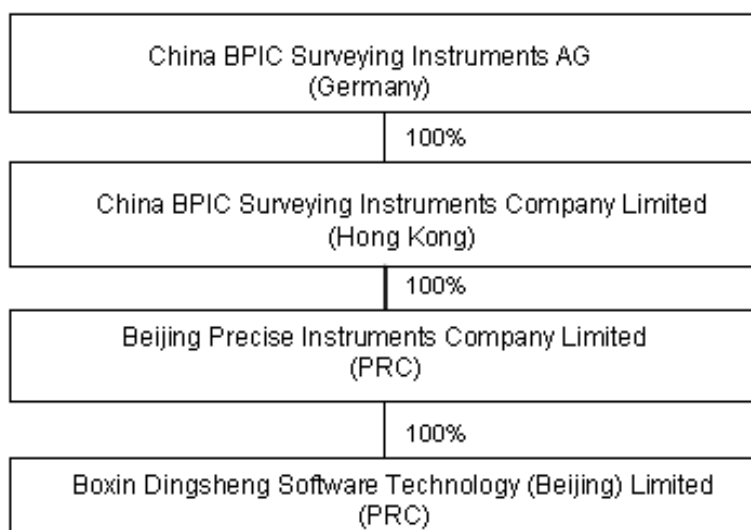 China BPIC Surveying Instruments AG
(Germany)
100%
China BPIC Surveying Instruments Company Limited
(Hong Kong)
100%
Beijing Precise Instruments Company Limited
(PRC)
100%
Boxin Dingsheng Software Technology (Beijing) Limited
(PRC)